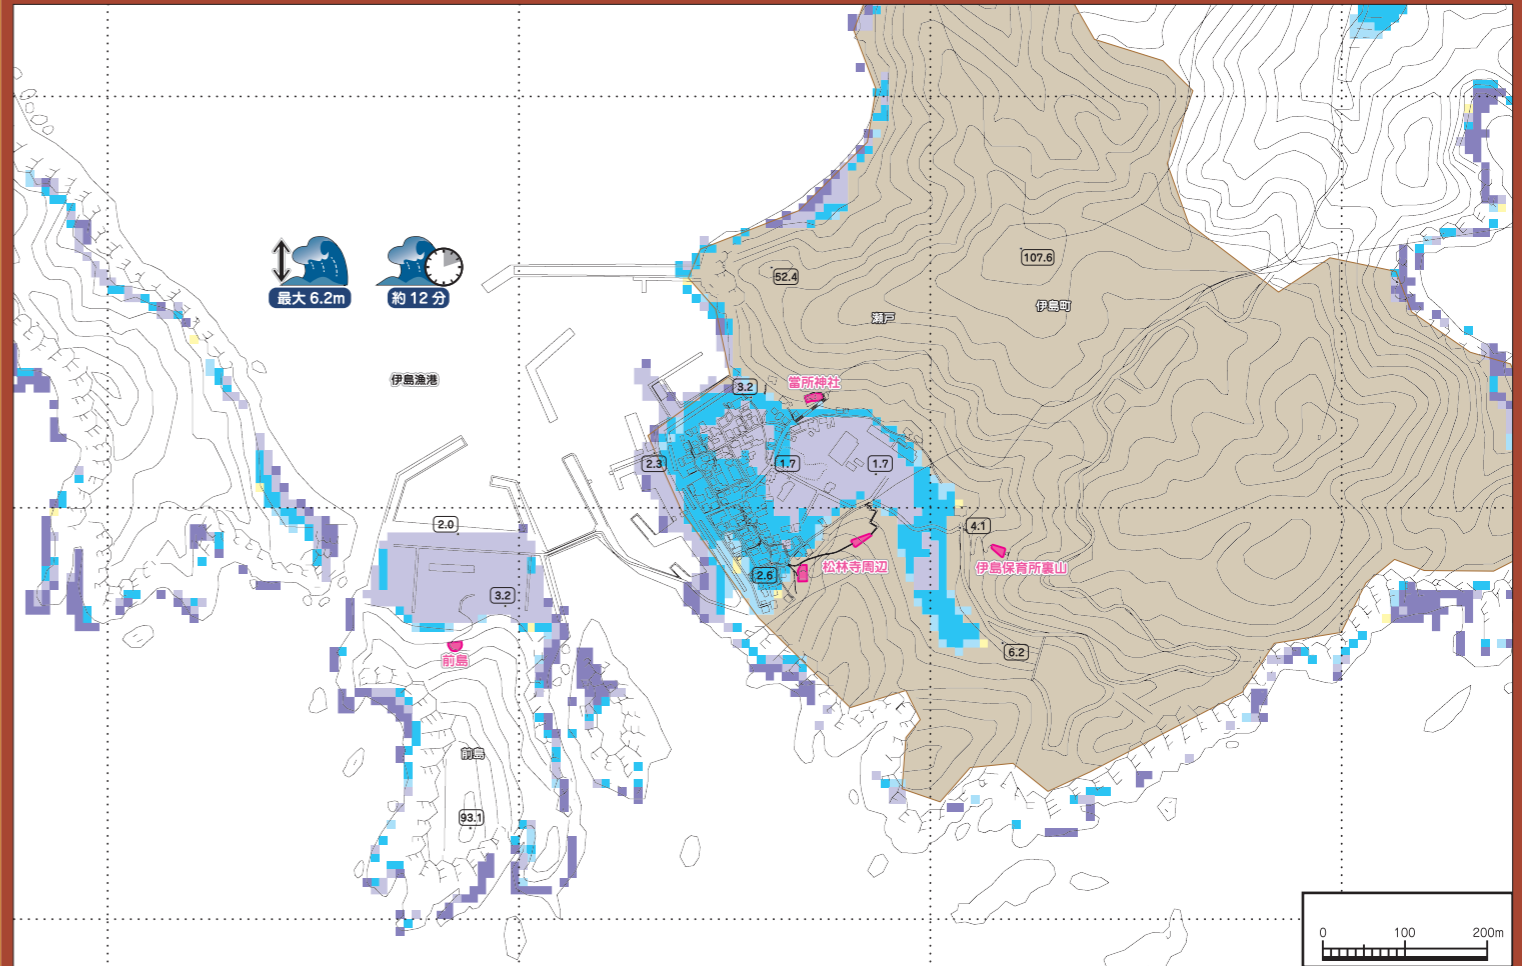 107.6
52.4
伊島町
瀬戸
最大 6.2m
約 12 分
伊島漁港
當所神社
3.2
2.3
1.7
1.7
2.0
4.1
松林寺周辺
伊島保育所裏山
2.6
3.2
前島
6.2
前島
93.1
0
100
200m